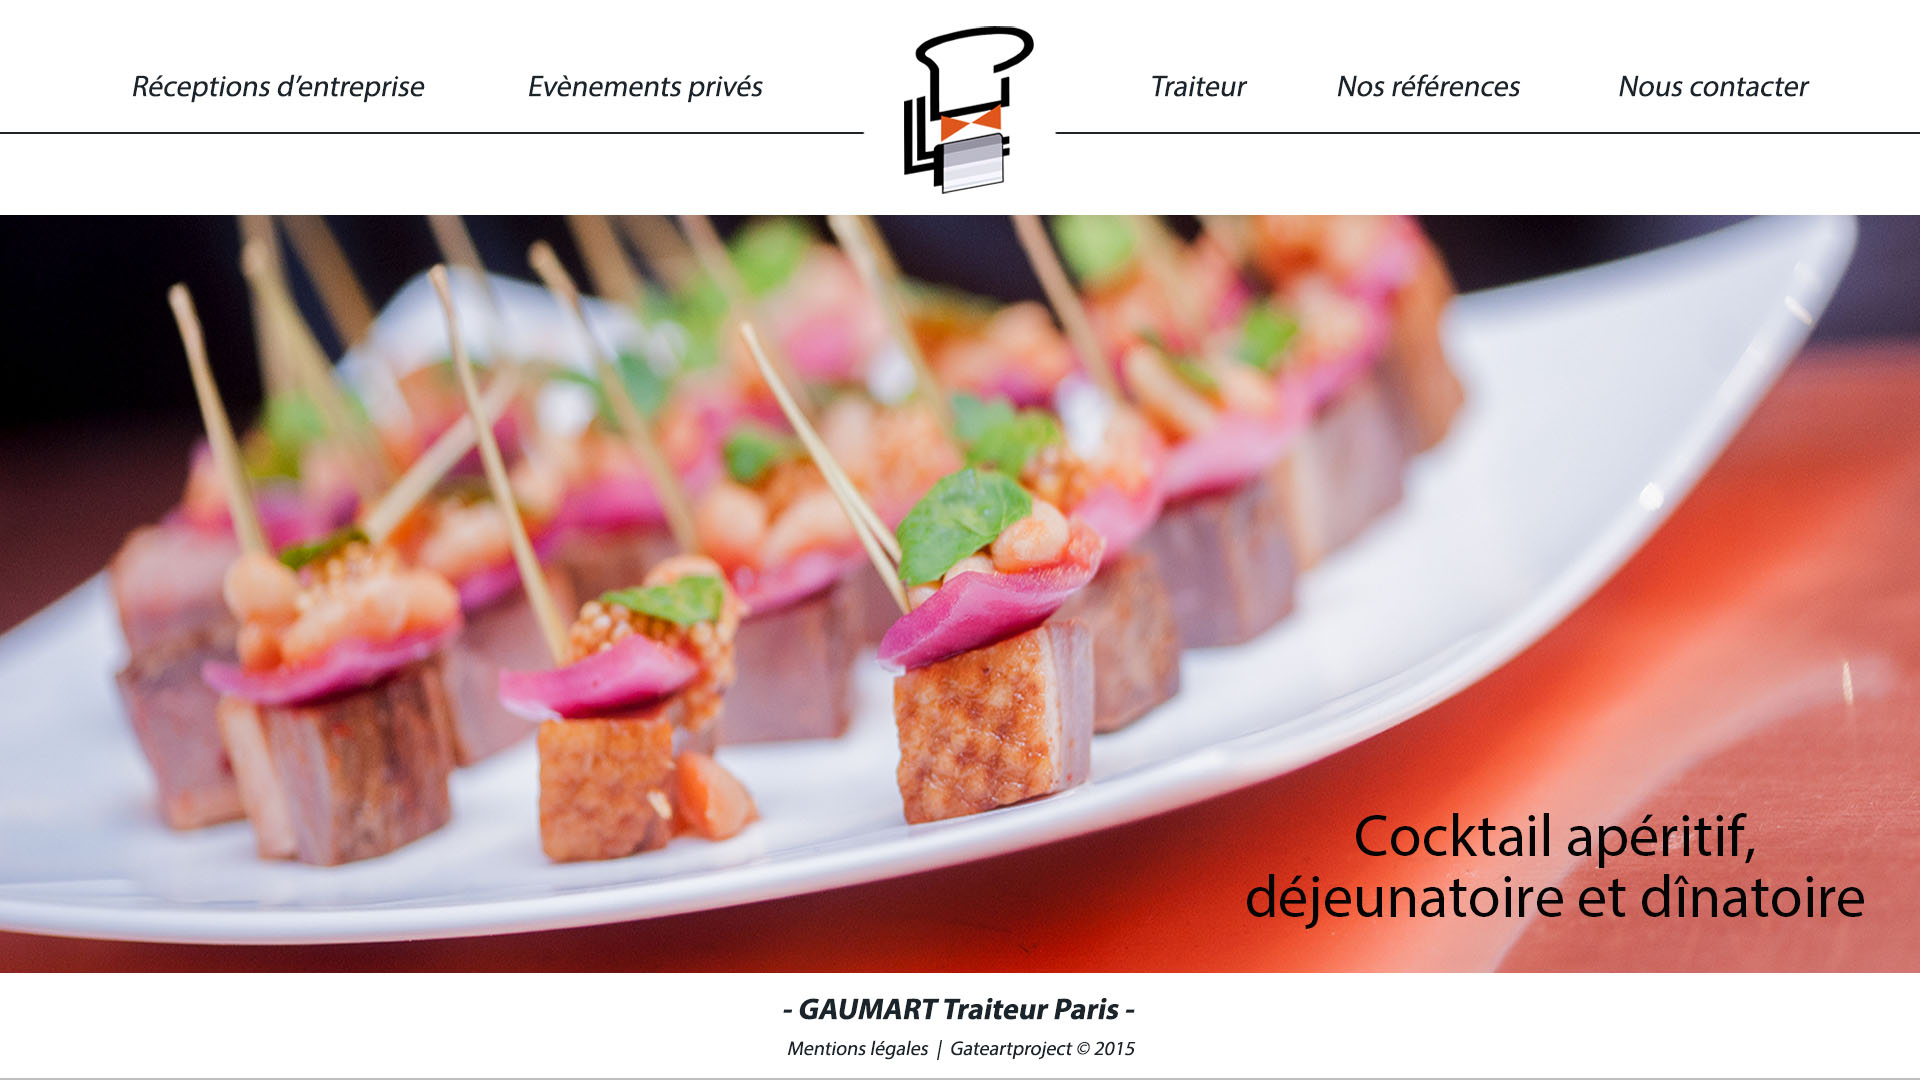 Réceptions d’entreprise
Evènements privés
Traiteur
Nos références
Nous contacter
Cocktail apéritif,
déjeunatoire et dînatoire
- GAUMART Traiteur Paris -
Mentions légales | Gateartproject © 2015